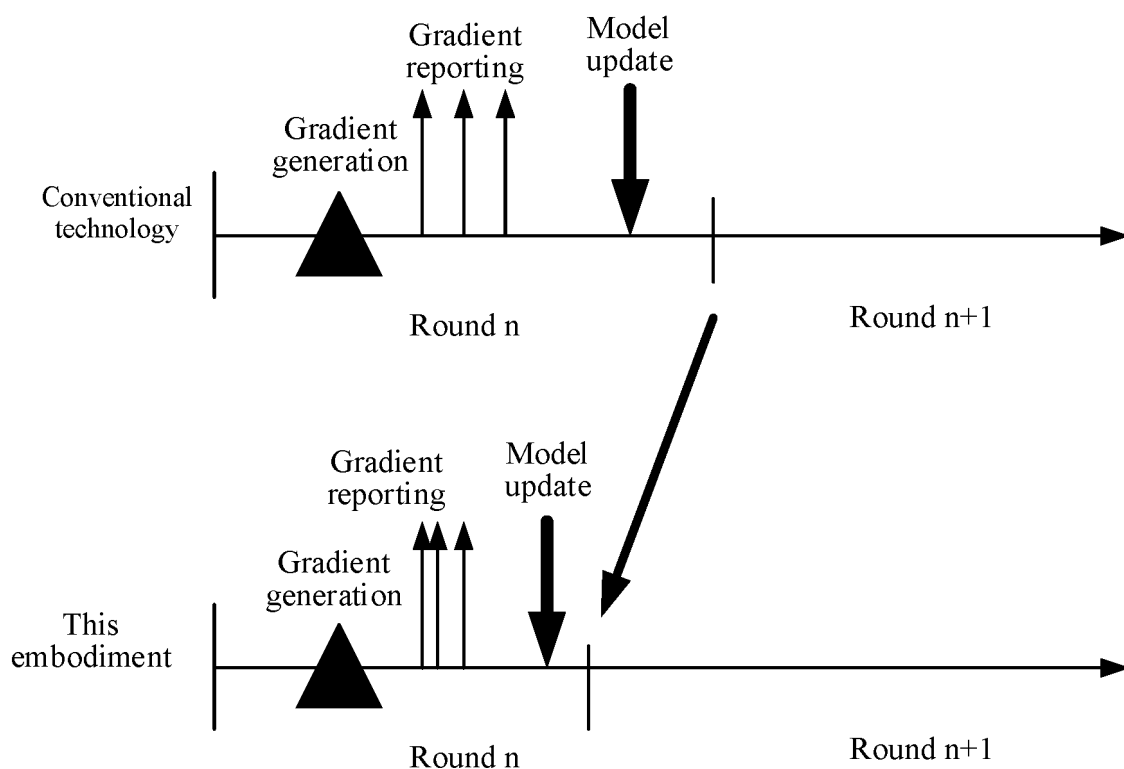 Gradient
reporting
Model
update
Gradient
generation
Conventional
technology
Round n
Round n+1
Gradient
reporting
Model
update
Gradient
generation
This
embodiment
Round n
Round n+1